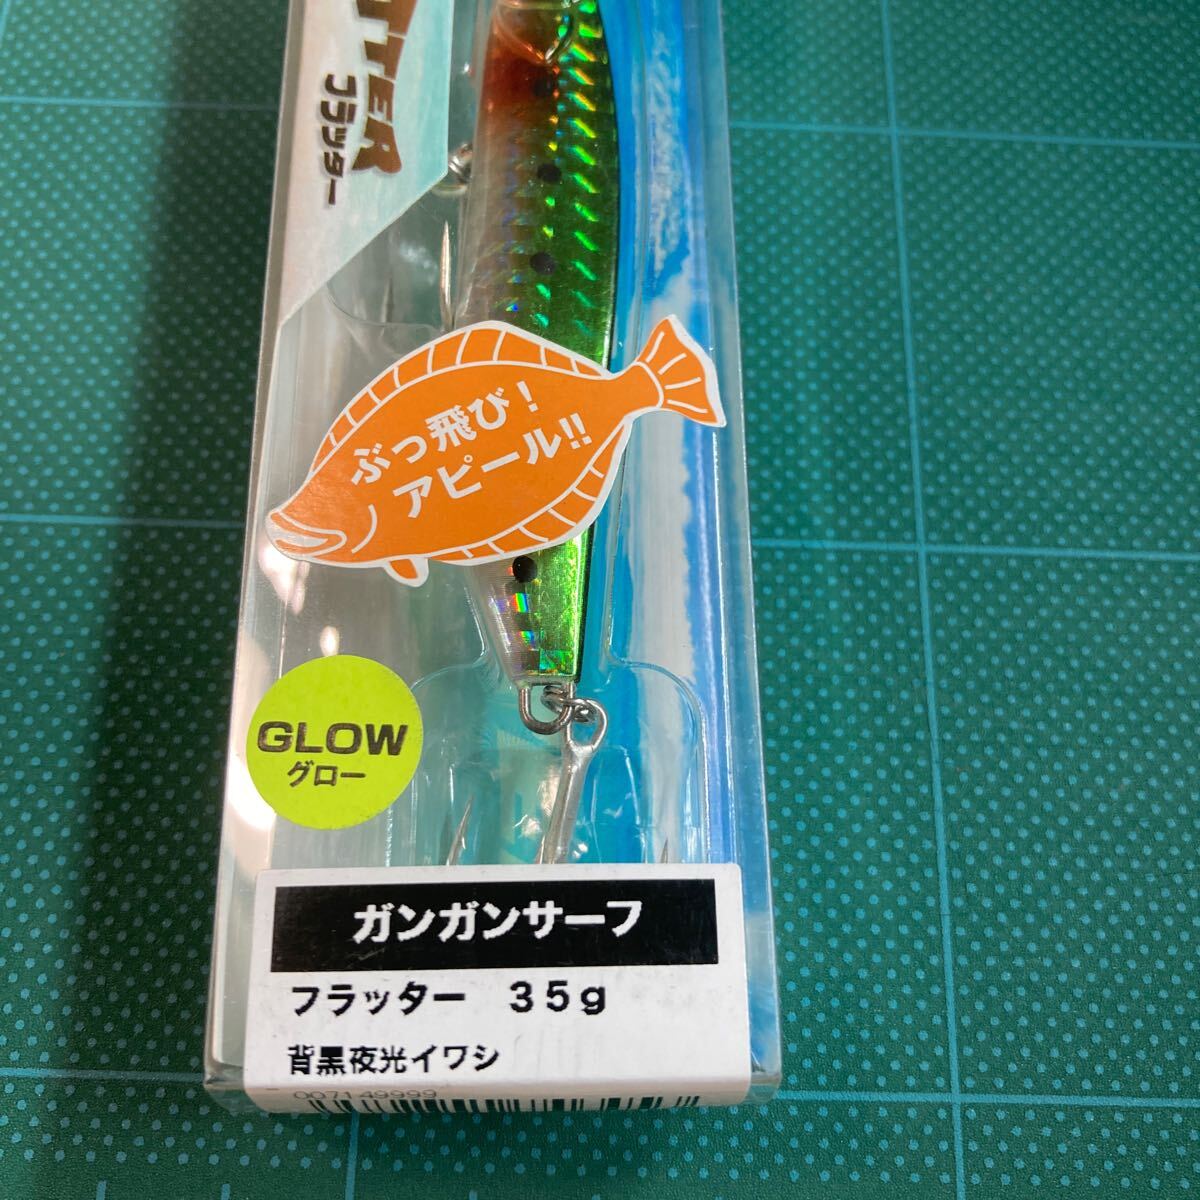 フラッター
ぶっ飛び！
アピール!!
GLOW
グロー
ガンガンサーフ
フラッター 35g
背黒夜光イワシ
007149999